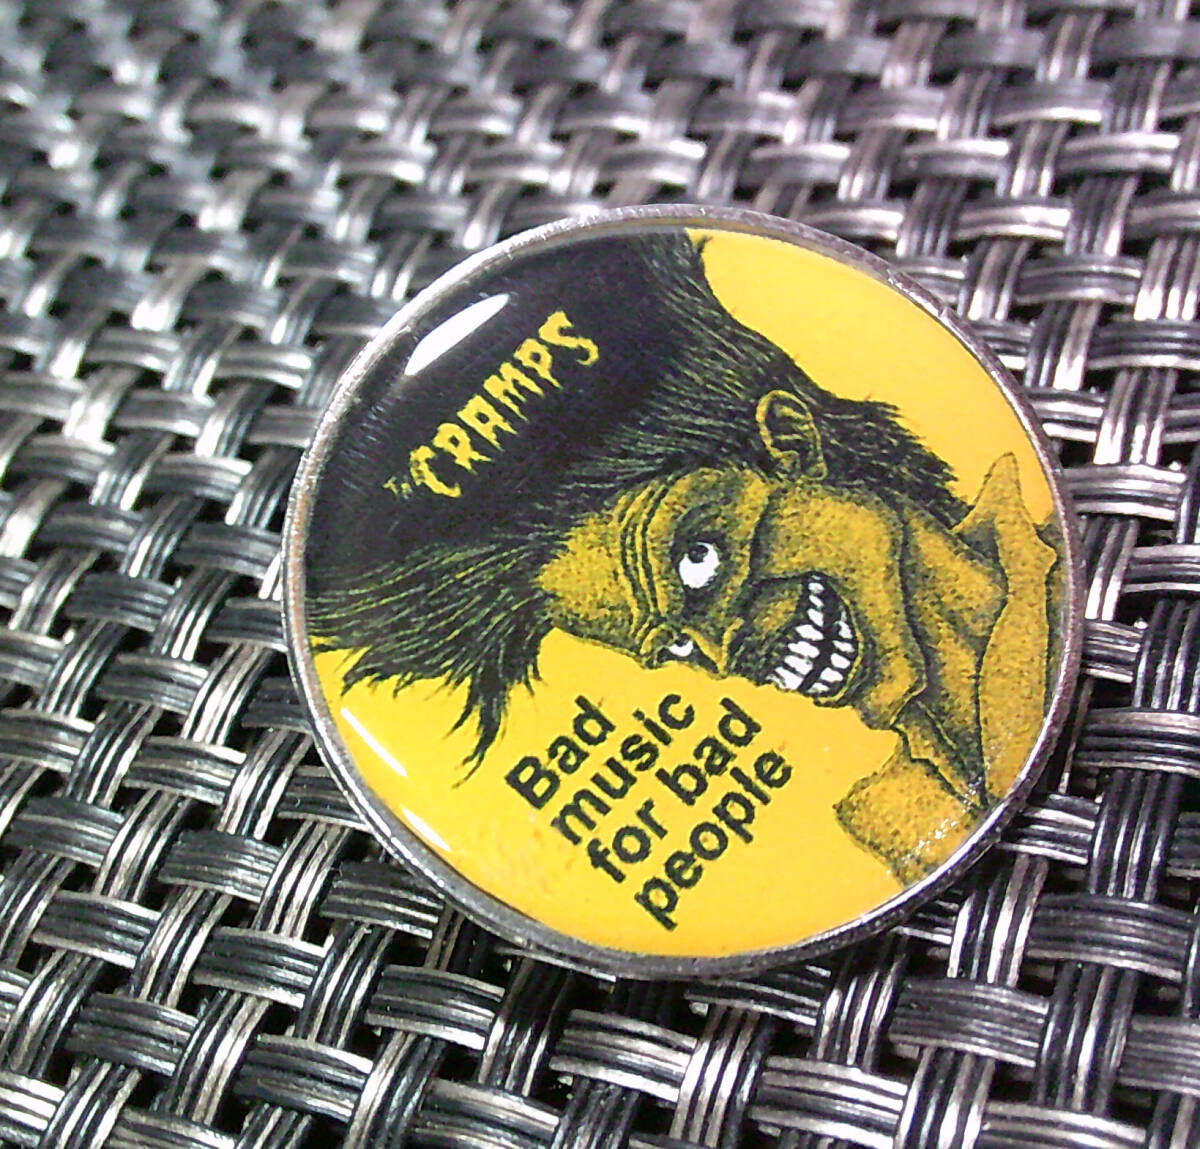 THE CRAMPS
Bad
music
for bad
people